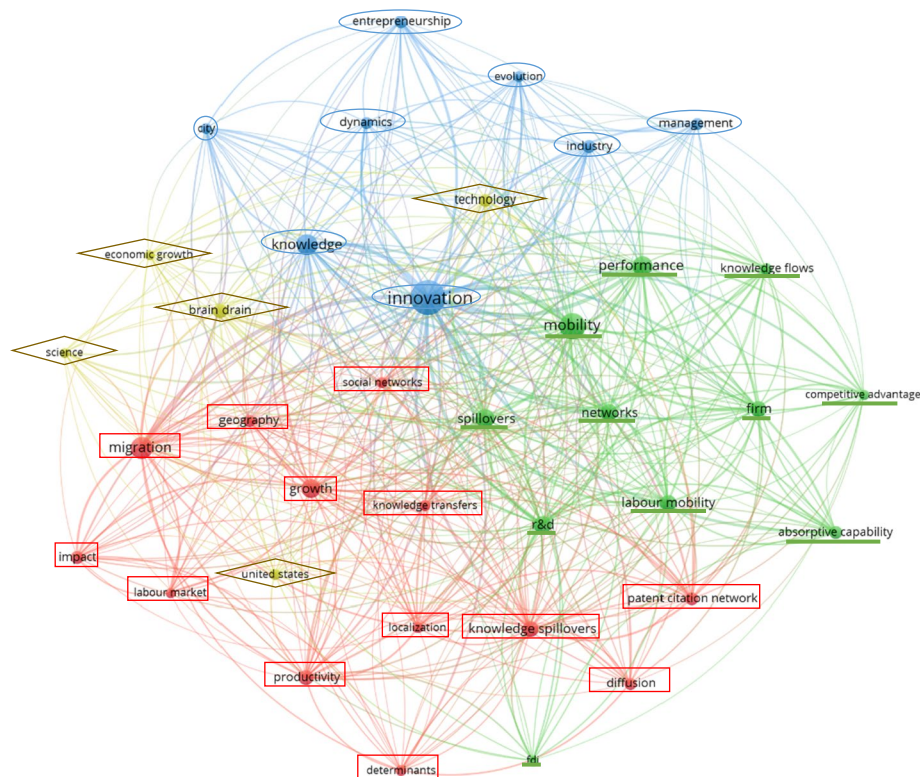 entrepreneurship
evolution
city
dynamics
management
industry
technology
knowledge
economic growth
performance
knowledge flows
innovation
brain drain
mobility
science
social networks
competitive advantage
geography
spillovers
networks
firm
migration
growth
knowledge transfers
labour mobility
r&d
absorptive capability
impact
united states
labour market
patent citation network
localization
knowledge spillovers
productivity
diffusion
fdi
determinants